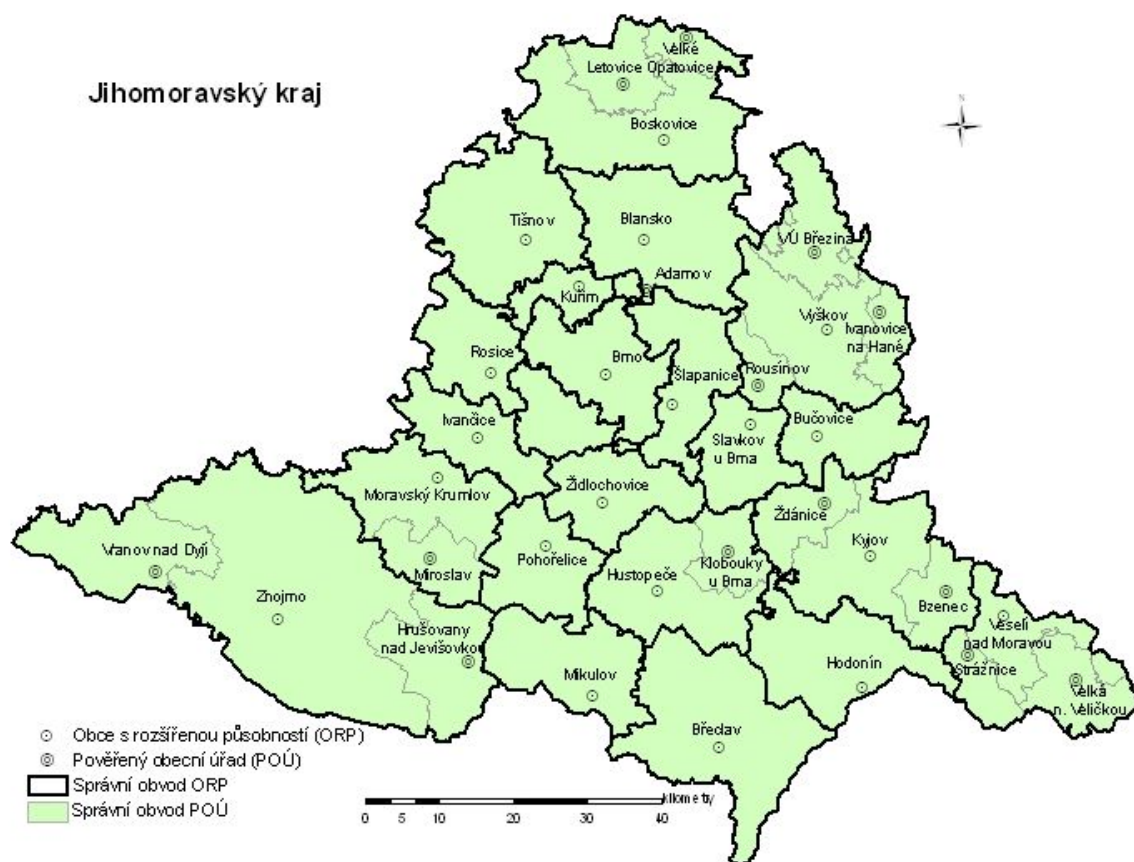 Jihomoravský kraj
N
Velké
Letovice Opatovice
Boskovice
Tišnov
Blansko
VÚ Březina
Adamov
Kuřim
Vyškov
Ivanovice
na Hané
Rosice
Brno
Šlapanice
Rousínov
Ivančice
Slavkov
u Brna
Bučovice
Moravský Krumlov
Židlochovice
Ždánice
Vranov nad Dyjí
Miroslav
Pohořelice
Hustopeče
Klobouky
u Brna
Kyjov
Znojmo
Bzenec
Hrušovany
nad Jevišovkou
Veselí
nad Moravou
Mikulov
Hodonín
Strážnice
Velká
n. Veličkou
Břeclav
Obce s rozšířenou působností (ORP)
Pověřený obecní úřad (POÚ)
Správní obvod ORP
Správní obvod POÚ
kilometry
0 5 10 20 30 40